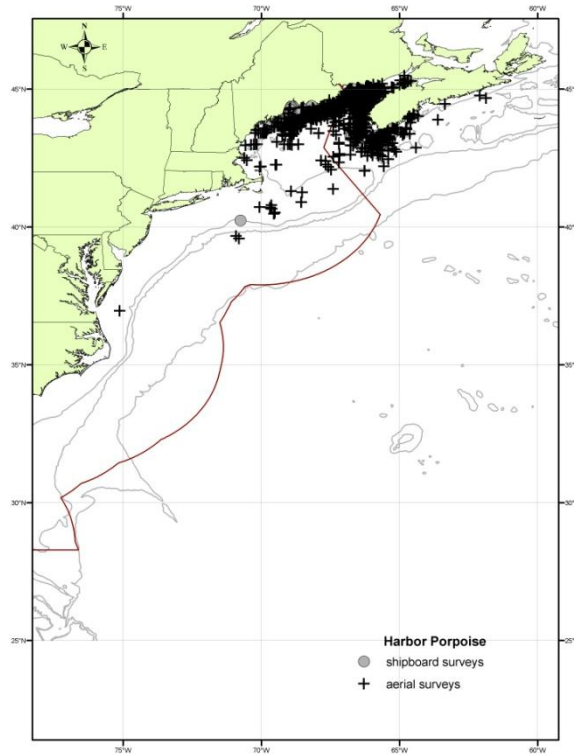 75°W 70°W 65°W 60°W
N
W E
S
45°N 45°N
40°N 40°N
35°N 35°N
30°N 30°N
25°N 25°N
Harbor Porpoise
shipboard surveys
aerial surveys
75°W 70°W 65°W 60°W